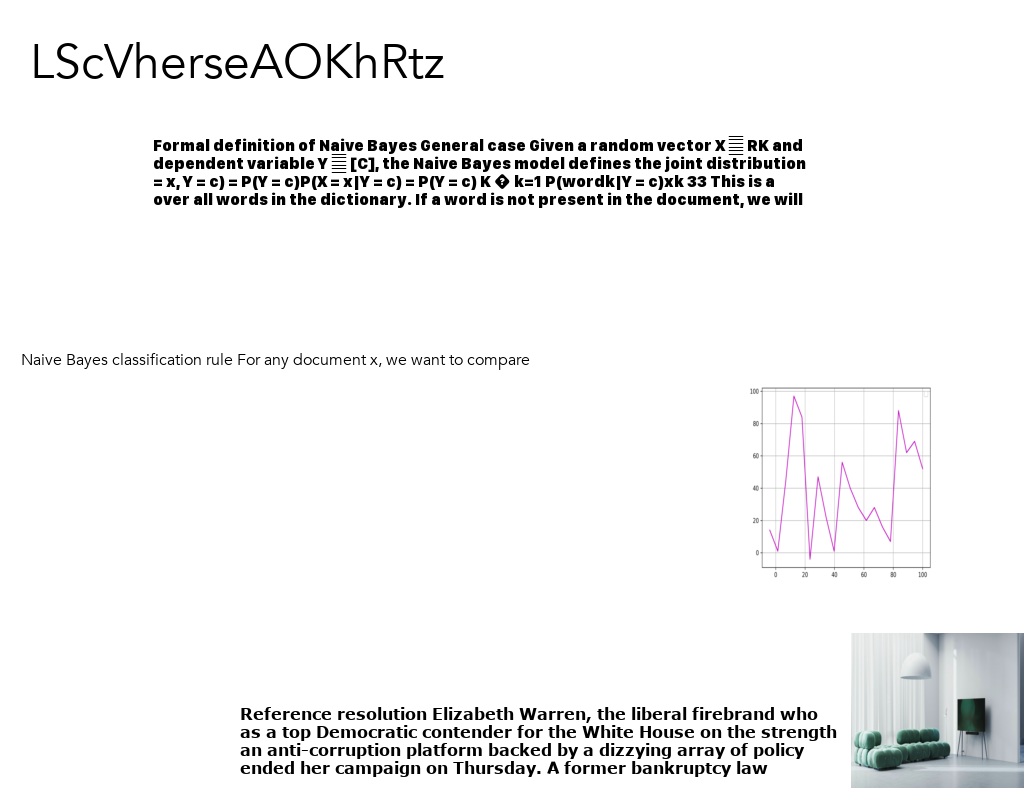 LScVherseAOKhRtz
Formal definition of Naive Bayes General case Given a random vector X RK and
dependent variable Y [C], the Naive Bayes model defines the joint distribution
= x, Y = c) = P(Y = c)P(X = x|Y = c) = P(Y = c) K � k=1 P(wordk|Y = c)xk 33 This is a
over all words in the dictionary. If a word is not present in the document, we will
Naive Bayes classification rule For any document x, we want to compare
100
80
60
40
20
0
0 20 40 60 80 100
Reference resolution Elizabeth Warren, the liberal firebrand who
as a top Democratic contender for the White House on the strength
an anti-corruption platform backed by a dizzying array of policy
ended her campaign on Thursday. A former bankruptcy law